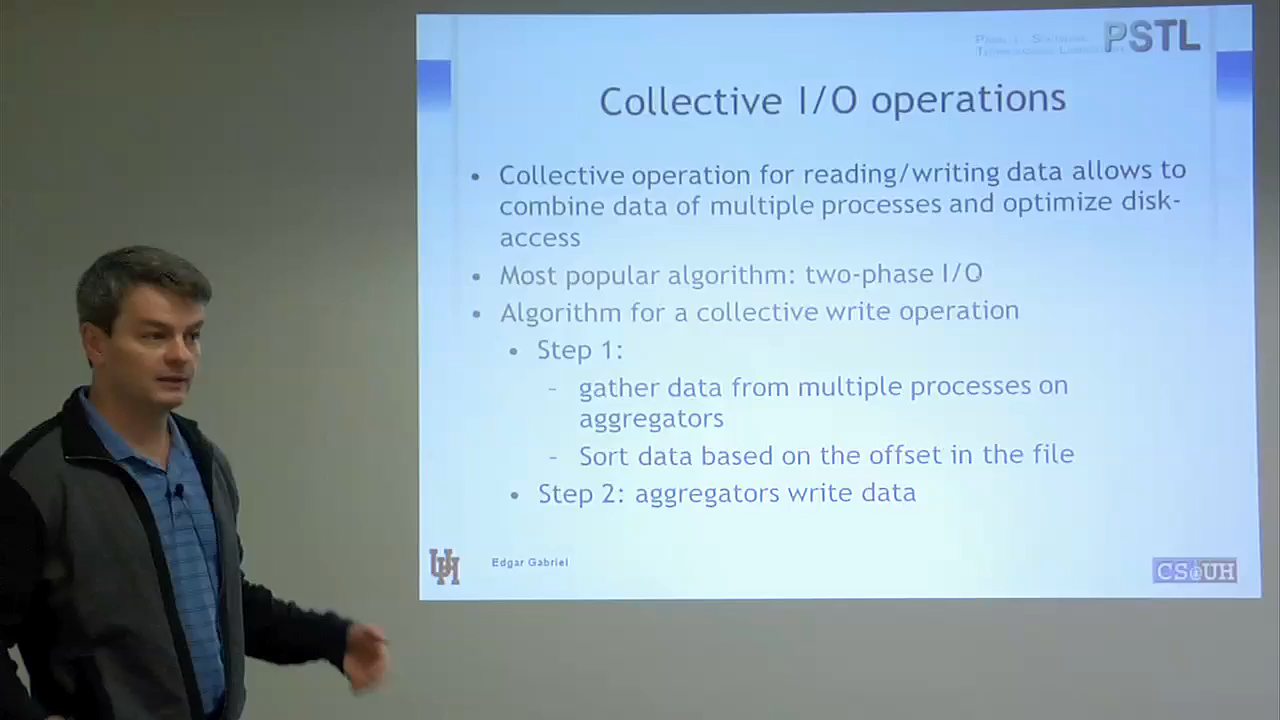 PSTL
Collective I/O operations
• Collective operation for reading/writing data allows to
combine data of multiple processes and optimize disk-
access
• Most popular algorithm: two-phase I/O
• Algorithm for a collective write operation
• Step 1:
– gather data from multiple processes on
aggregators
– Sort data based on the offset in the file
• Step 2: aggregators write data
UH
Edgar Gabriel
CS@UH